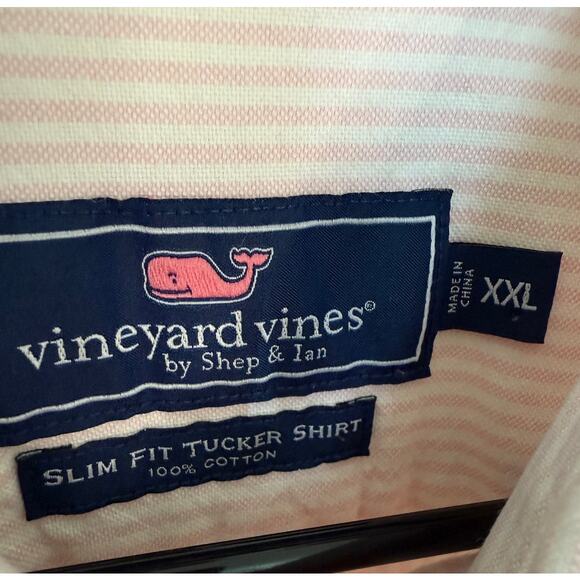 vineyard vines®
by Shep & Ian
MADE IN
CHINA
XXL
SLIM FIT TUCKER SHIRT
100% COTTON